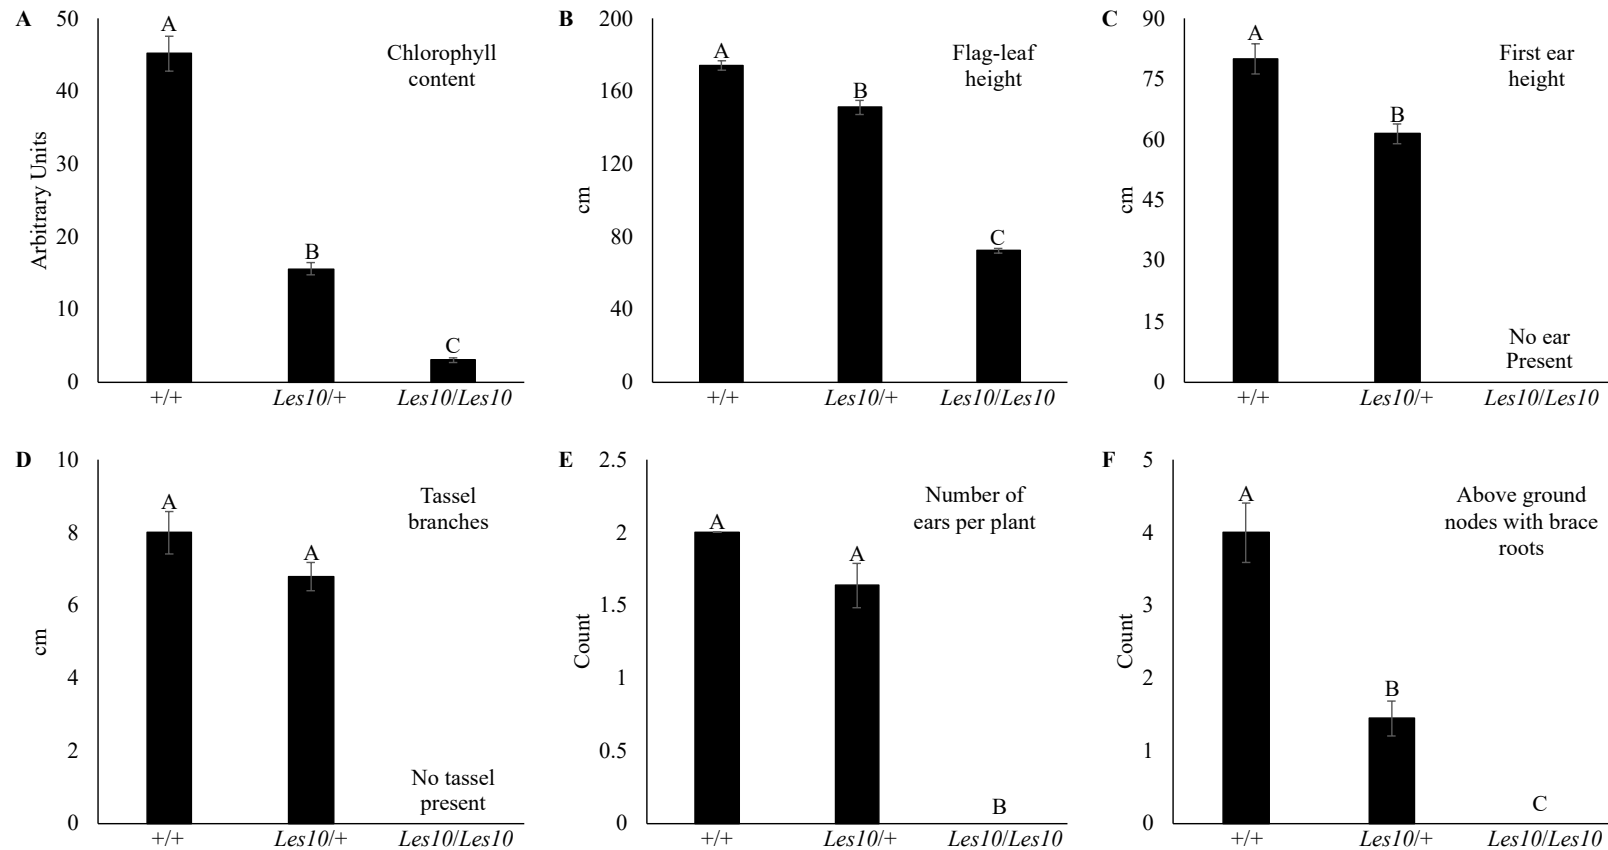 A
50
40
30
20
10
0
Arbitrary Units
Chlorophyll
content
A
B
C
+/+
Les10/+
Les10/Les10
B
200
160
120
80
40
0
cm
Flag-leaf
height
A
B
C
+/+
Les10/+
Les10/Les10
C
90
75
60
45
30
15
0
cm
First ear
height
A
B
No ear
Present
+/+
Les10/+
Les10/Les10
D
10
8
6
4
2
0
cm
Tassel
branches
A
A
No tassel
present
+/+
Les10/+
Les10/Les10
E
2.5
2
1.5
1
0.5
0
Count
Number of
ears per plant
A
A
B
+/+
Les10/+
Les10/Les10
F
5
4
3
2
1
0
Count
Above ground
nodes with brace
roots
A
B
C
+/+
Les10/+
Les10/Les10